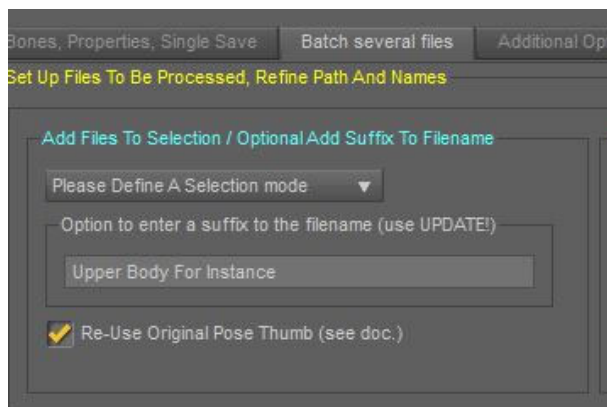 Bones, Properties, Single Save Batch several files Additional Op
Set Up Files To Be Processed, Refine Path And Names
Add Files To Selection / Optional Add Suffix To Filename
Please Define A Selection mode
Option to enter a suffix to the filename (use UPDATE!)
Upper Body For Instance
Re-Use Original Pose Thumb (see doc.)